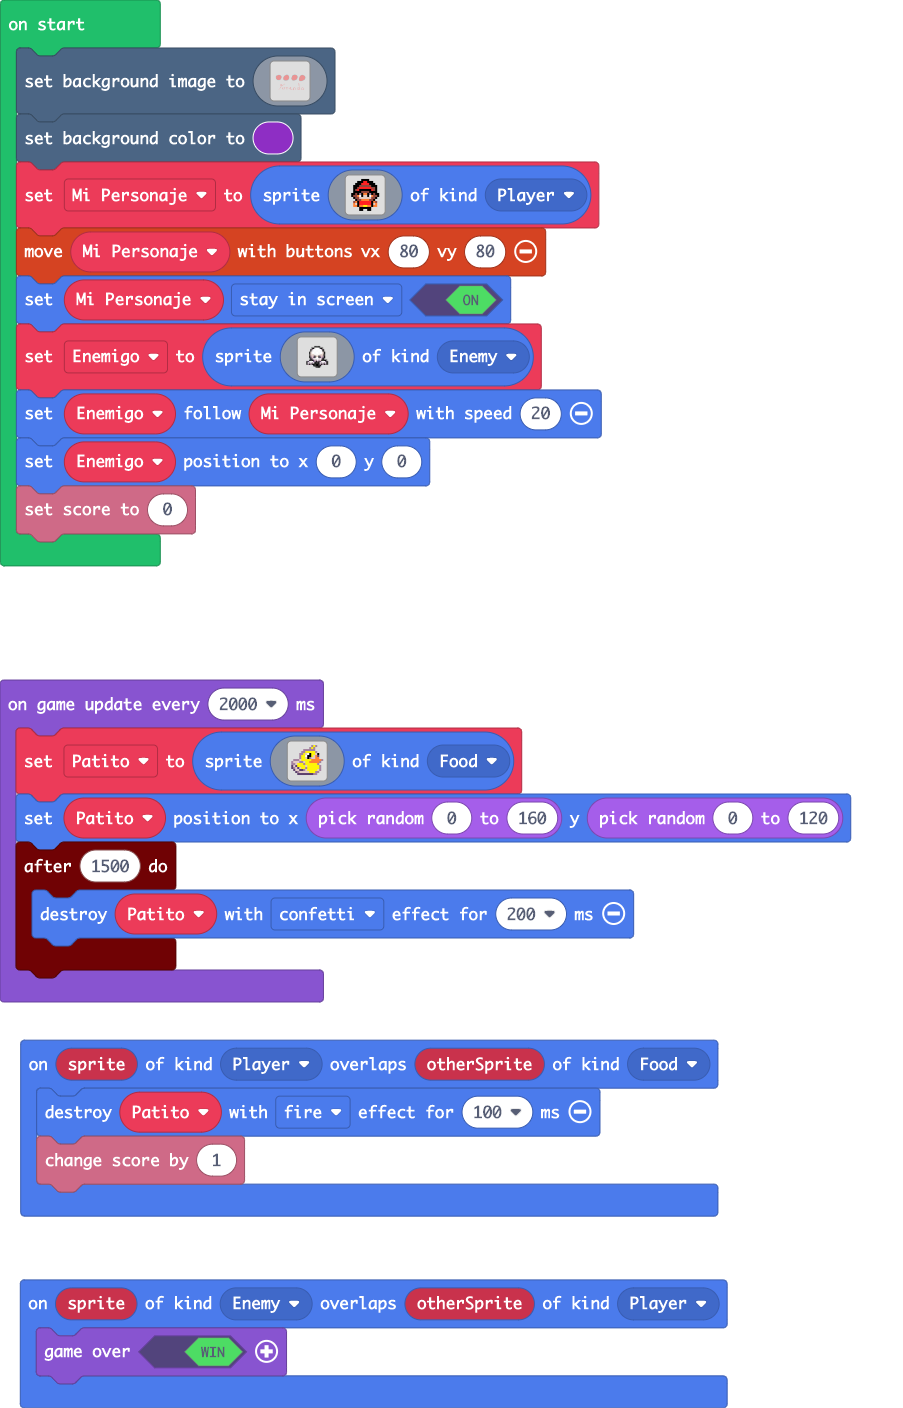 on start
set background image to
set background color to
set Mi Personaje to sprite of kind Player
move Mi Personaje with buttons vx 80 vy 80
set Mi Personaje stay in screen ON
set Enemigo to sprite of kind Enemy
set Enemigo follow Mi Personaje with speed 20
set Enemigo position to x 0 y 0
set score to 0
on game update every 2000 ms
set Patito to sprite of kind Food
set Patito position to x pick random 0 to 160 y pick random 0 to 120
after 1500 do
destroy Patito with confetti effect for 200 ms
on sprite of kind Player overlaps otherSprite of kind Food
destroy Patito with fire effect for 100 ms
change score by 1
on sprite of kind Enemy overlaps otherSprite of kind Player
game over WIN